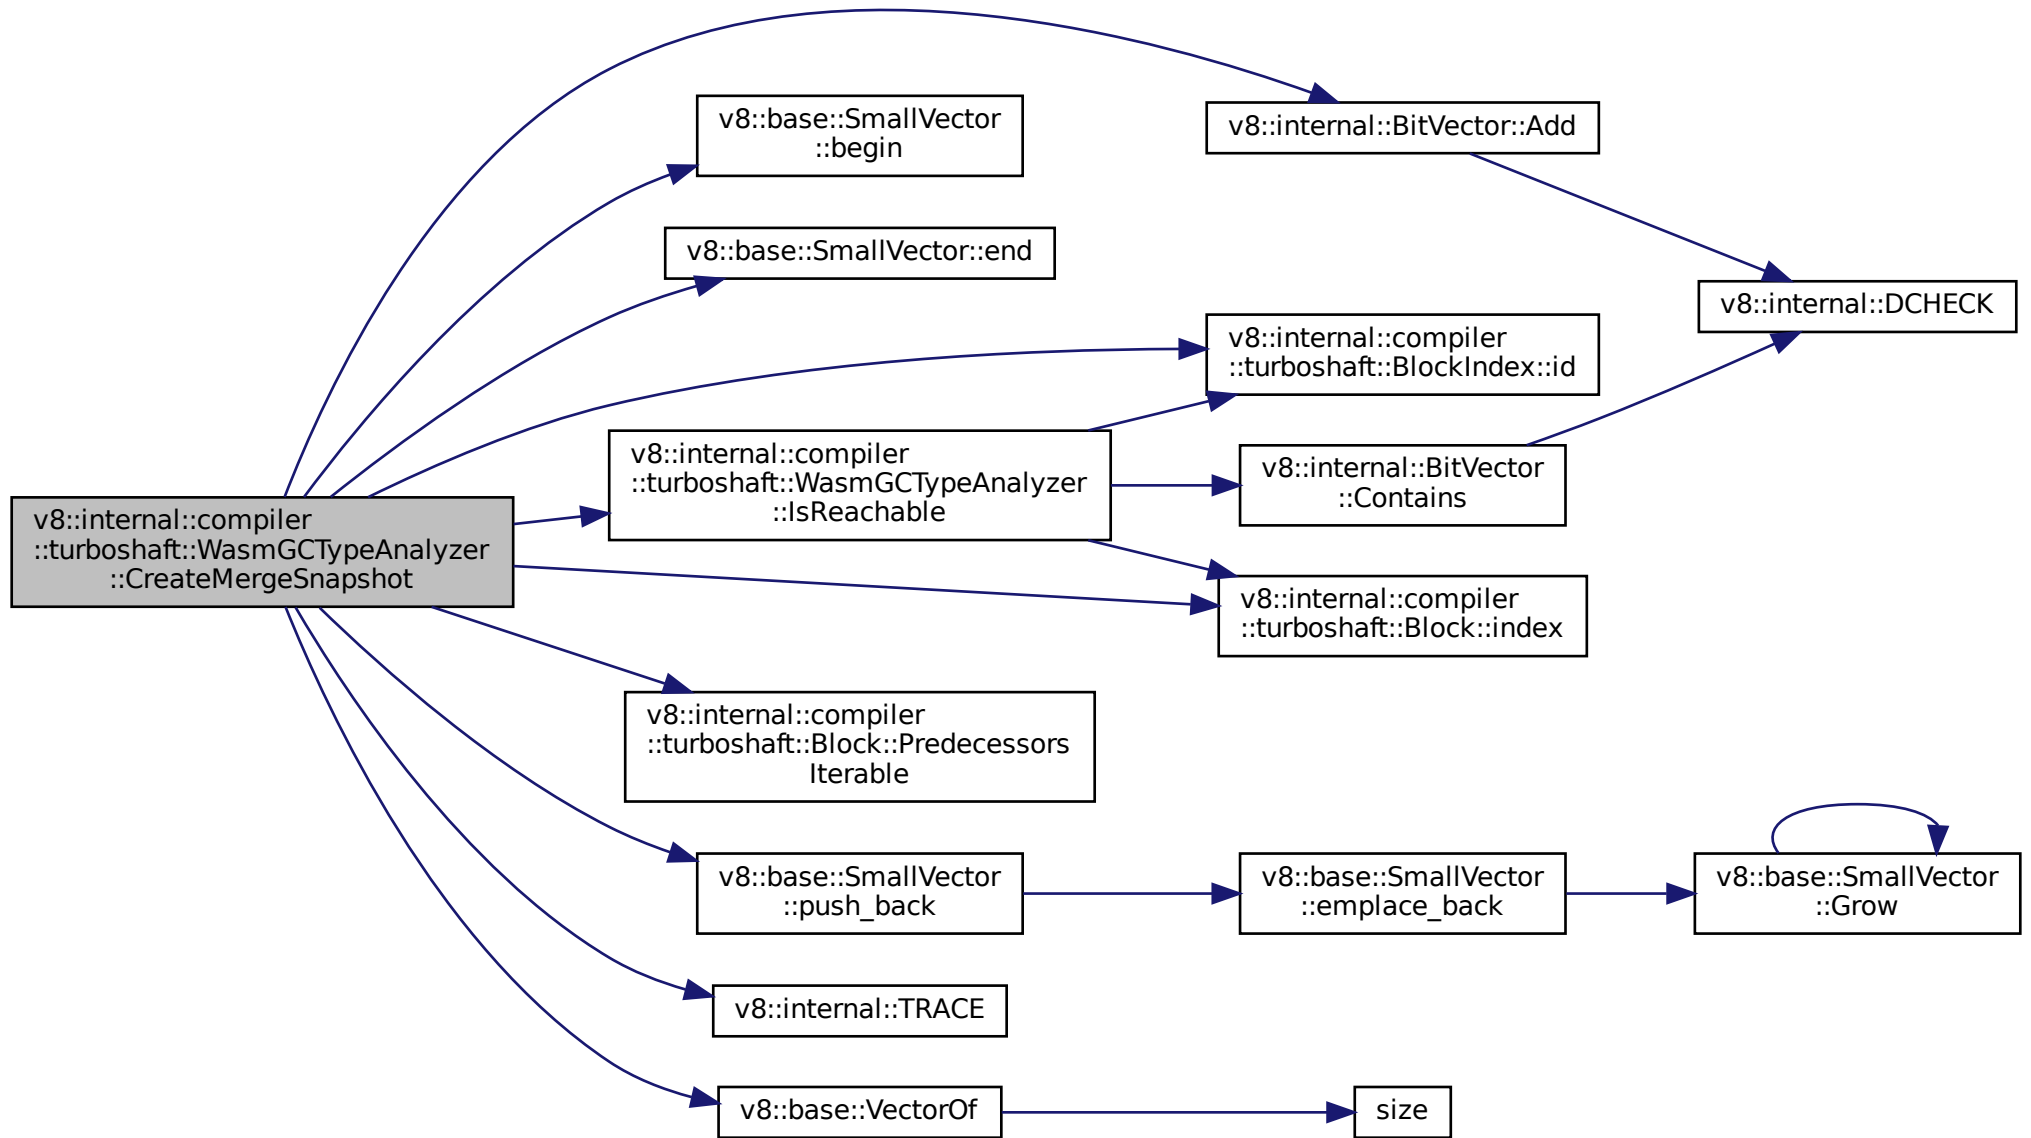 v8::internal::compiler
::turboshaft::WasmGCTypeAnalyzer
::CreateMergeSnapshot
v8::base::SmallVector
::begin
v8::base::SmallVector::end
v8::internal::compiler
::turboshaft::WasmGCTypeAnalyzer
::IsReachable
v8::internal::compiler
::turboshaft::Block::Predecessors
Iterable
v8::base::SmallVector
::push_back
v8::internal::TRACE
v8::base::VectorOf
v8::internal::BitVector::Add
v8::internal::compiler
::turboshaft::BlockIndex::id
v8::internal::BitVector
::Contains
v8::internal::compiler
::turboshaft::Block::index
v8::base::SmallVector
::emplace_back
size
v8::internal::DCHECK
v8::base::SmallVector
::Grow